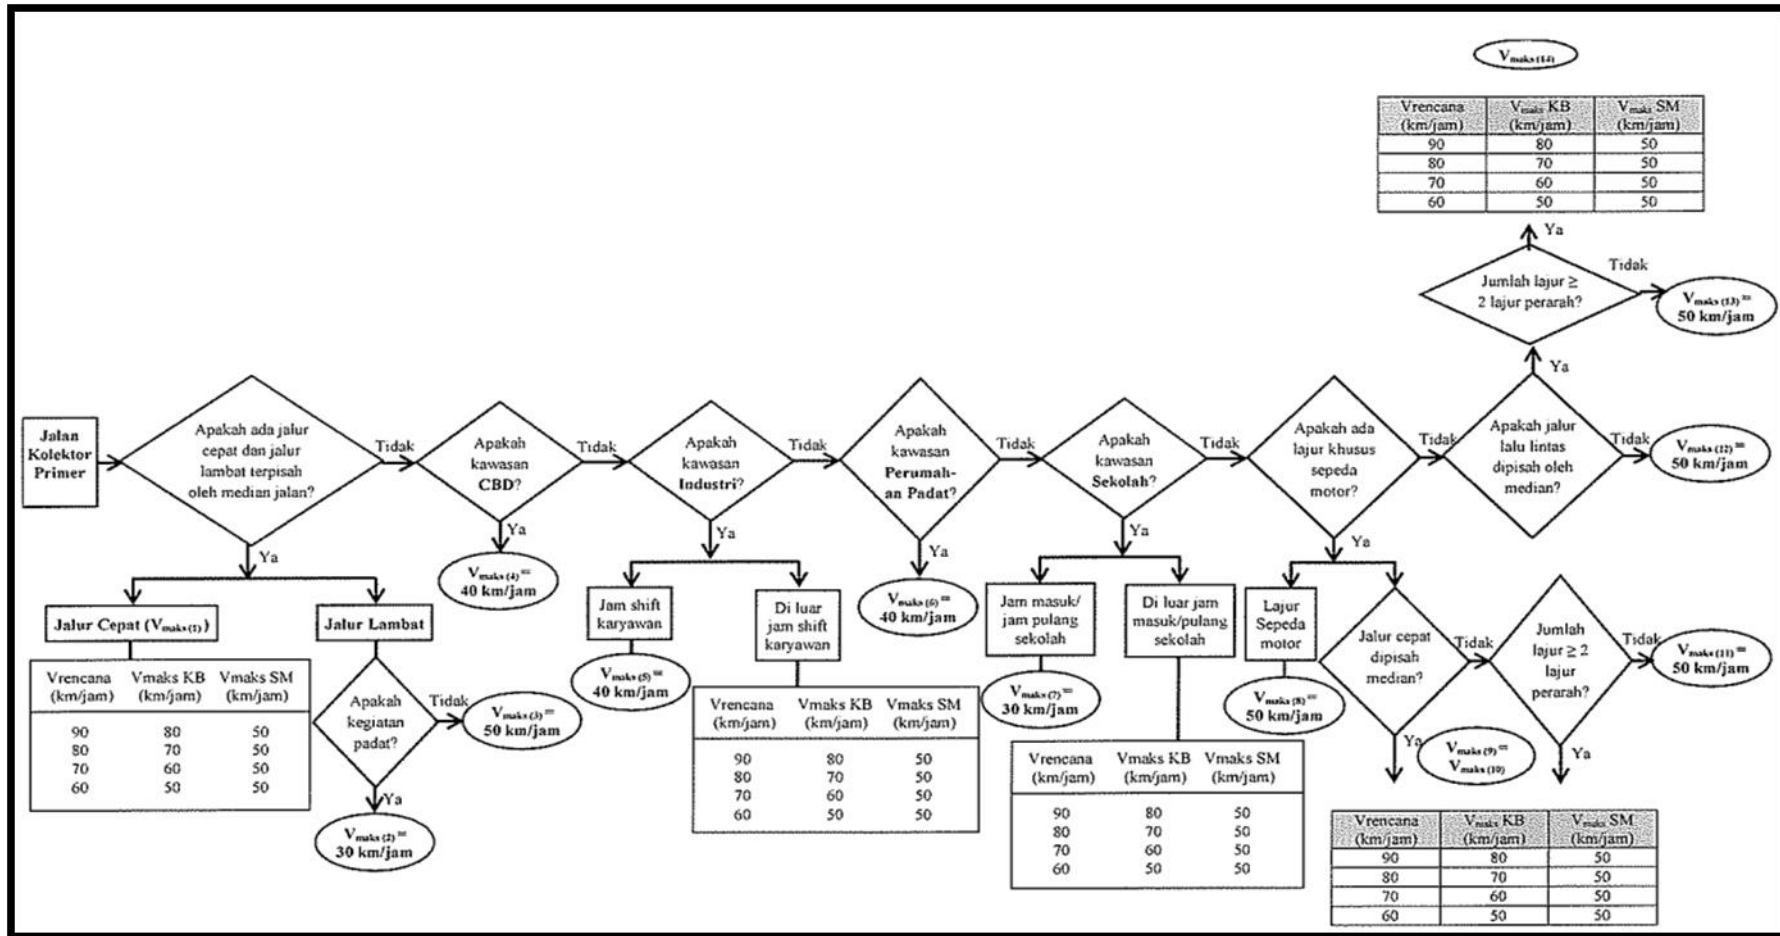 Jalan
Kolektor
Primer
Apakah ada jalur
cepat dan jalur
lambat terpisah
oleh median jalan?
Tidak
Ya
Jalur Cepat (Vmaks (1))
Vrencana Vmaks KB Vmaks SM
(km/jam) (km/jam) (km/jam)
90 80 50
80 70 50
70 60 50
60 50 50
Jalur Lambat
Apakah
kegiatan
padat?
Tidak
Vmaks (3) =
50 km/jam
Ya
Vmaks (2) =
30 km/jam
Apakah
kawasan
CBD?
Tidak
Ya
Vmaks (4) =
40 km/jam
Apakah
kawasan
Industri?
Tidak
Ya
Jam shift
karyawan
Vmaks (5) =
40 km/jam
Di luar
jam shift
karyawan
Vrencana Vmaks KB Vmaks SM
(km/jam) (km/jam) (km/jam)
90 80 50
80 70 50
70 60 50
60 50 50
Apakah
kawasan
Perumah-
an Padat?
Tidak
Ya
Vmaks (6) =
40 km/jam
Apakah
kawasan
Sekolah?
Tidak
Ya
Jam masuk/
jam pulang
sekolah
Vmaks (7) =
30 km/jam
Di luar jam
masuk/pulang
sekolah
Vrencana Vmaks KB Vmaks SM
(km/jam) (km/jam) (km/jam)
90 80 50
80 70 50
70 60 50
60 50 50
Apakah ada
lajur khusus
sepeda
motor?
Tidak
Ya
Lajur
Sepeda
motor
Vmaks (8) =
50 km/jam
Jalur cepat
dipisah
median?
Tidak
Ya
Jumlah
lajur ≥ 2
lajur
perarah?
Tidak
Vmaks (11) =
50 km/jam
Ya
Vmaks (9) =
Vmaks (10)
Vrencana Vmaks KB Vmaks SM
(km/jam) (km/jam) (km/jam)
90 80 50
80 70 50
70 60 50
60 50 50
Apakah jalur
lalu lintas
dipisah oleh
median?
Tidak
Vmaks (12) =
50 km/jam
Ya
Jumlah lajur ≥
2 lajur perarah?
Tidak
Vmaks (13) =
50 km/jam
Ya
Vmaks (14)
Vrencana Vmaks KB Vmaks SM
(km/jam) (km/jam) (km/jam)
90 80 50
80 70 50
70 60 50
60 50 50